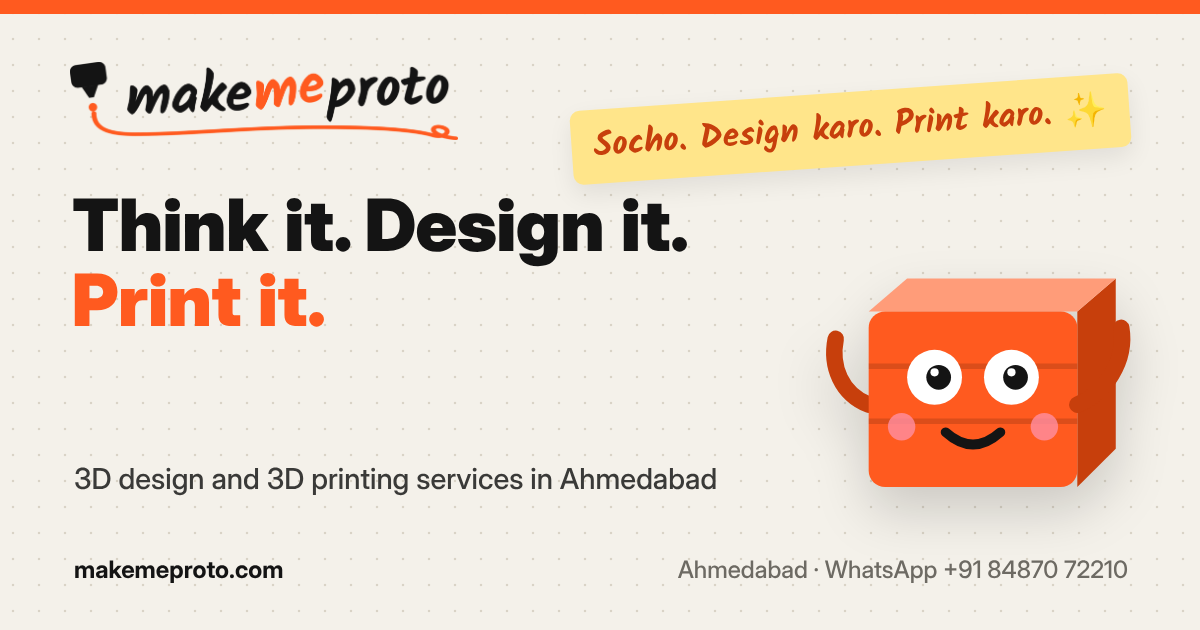 makemeproto
Socho. Design karo. Print karo. ✨
Think it. Design it.
Print it.
3D design and 3D printing services in Ahmedabad
makemeproto.com
Ahmedabad · WhatsApp +91 84870 72210